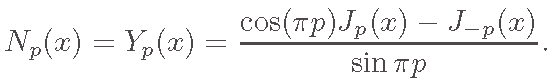 $$N_p(x) = Y_p(x) = \frac{\cos(\pi p) J_p(x) - J_{-p}(x)}{\sin \pi p}.$$